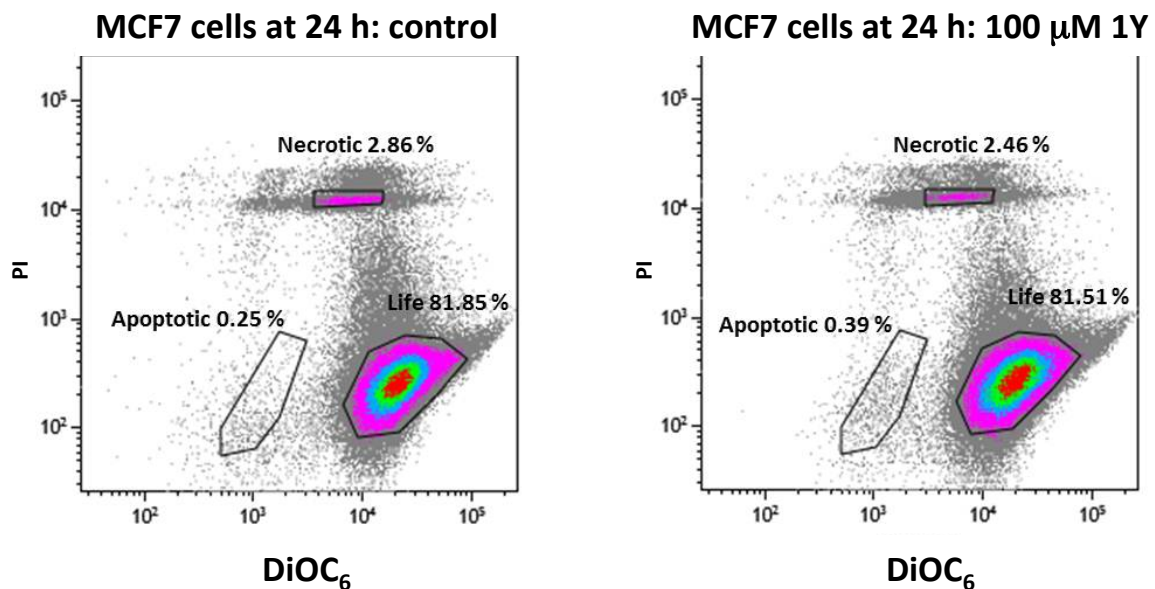 MCF7 cells at 24 h: control
10⁵
Necrotic 2.86 %
10⁴
PI
10³
Life 81.85 %
Apoptotic 0.25 %
10²
10² 10³ 10⁴ 10⁵
DiOC₆
MCF7 cells at 24 h: 100 μM 1Y
10⁵
Necrotic 2.46 %
10⁴
PI
10³
Life 81.51 %
Apoptotic 0.39 %
10²
10² 10³ 10⁴ 10⁵
DiOC₆